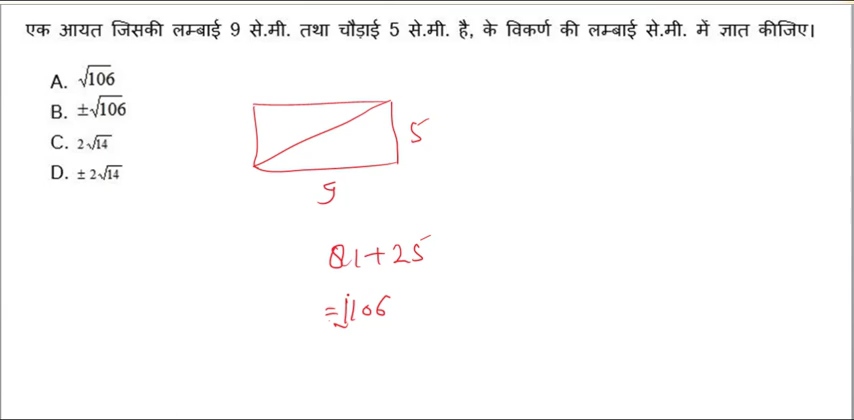 एक आयत जिसकी लम्बाई 9 से.मी. तथा चौड़ाई 5 से.मी. है, के विकर्ण की लम्बाई से.मी. में ज्ञात कीजिए।
A. √106
B. ±√106
C. 2√14
D. ± 2√14
5
9
81+25
=√106